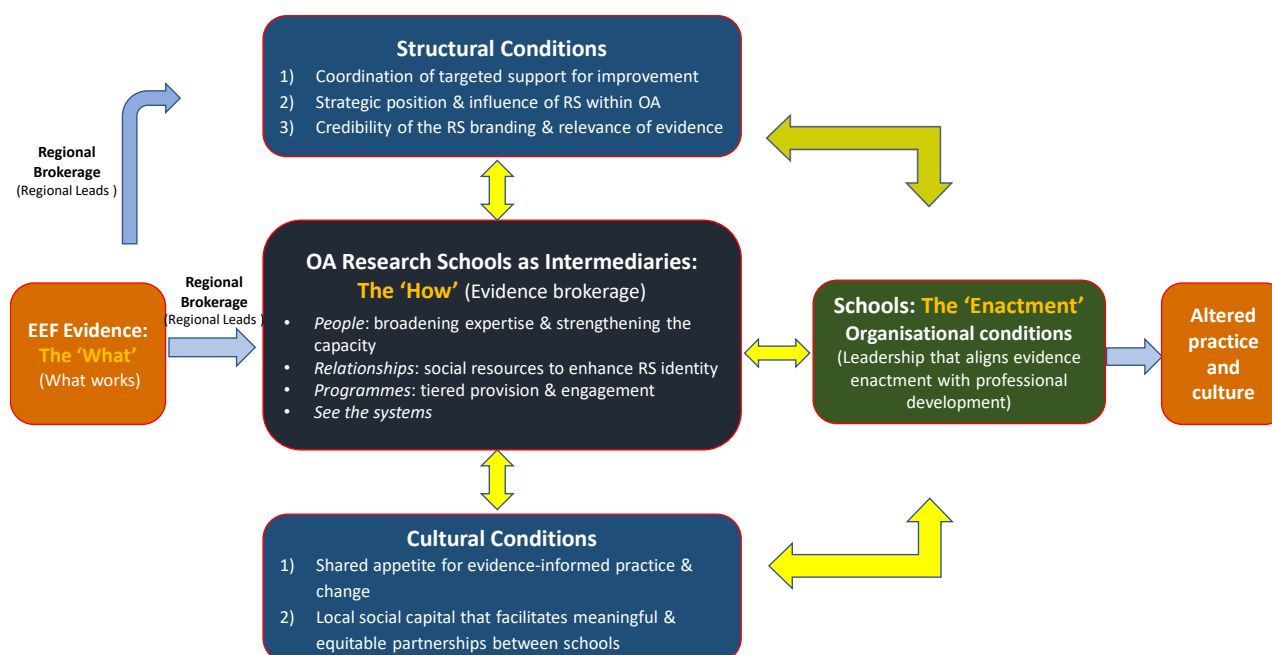 Structural Conditions
1) Coordination of targeted support for improvement
2) Strategic position & influence of RS within OA
3) Credibility of the RS branding & relevance of evidence
Regional
Brokerage
(Regional Leads )
Regional
Brokerage
(Regional Leads )
EEF Evidence:
The ‘What’
(What works)
OA Research Schools as Intermediaries:
The ‘How’ (Evidence brokerage)
• People: broadening expertise & strengthening the
capacity
• Relationships: social resources to enhance RS identity
• Programmes: tiered provision & engagement
• See the systems
Schools: The ‘Enactment’
Organisational conditions
(Leadership that aligns evidence
enactment with professional
development)
Altered
practice
and
culture
Cultural Conditions
1) Shared appetite for evidence-informed practice &
change
2) Local social capital that facilitates meaningful &
equitable partnerships between schools